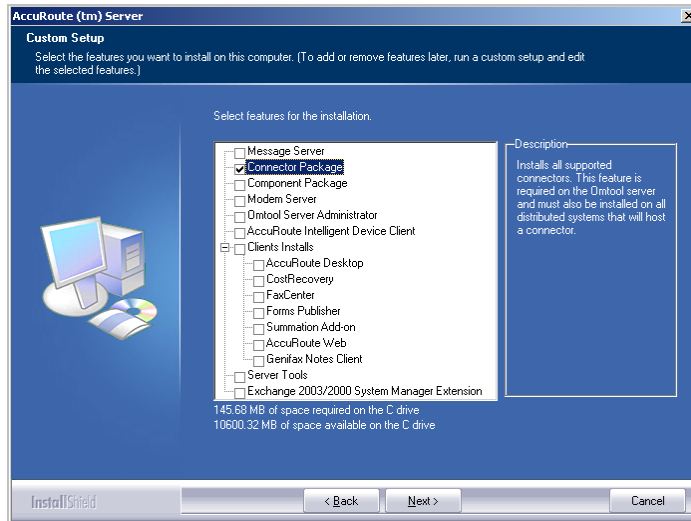 AccuRoute (tm) Server
Custom Setup
Select the features you want to install on this computer. (To add or remove features later, run a custom setup and edit
the selected features.)
Select features for the installation.
Message Server
Connector Package
Component Package
Modem Server
Omtool Server Administrator
AccuRoute Intelligent Device Client
Clients Installs
AccuRoute Desktop
CostRecovery
FaxCenter
Forms Publisher
Summation Add-on
AccuRoute Web
Genifax Notes Client
Server Tools
Exchange 2003/2000 System Manager Extension
Description
Installs all supported
connectors. This feature is
required on the Omtool server
and must also be installed on all
distributed systems that will host
a connector.
145.68 MB of space required on the C drive
10600.32 MB of space available on the C drive
InstallShield
< Back
Next >
Cancel